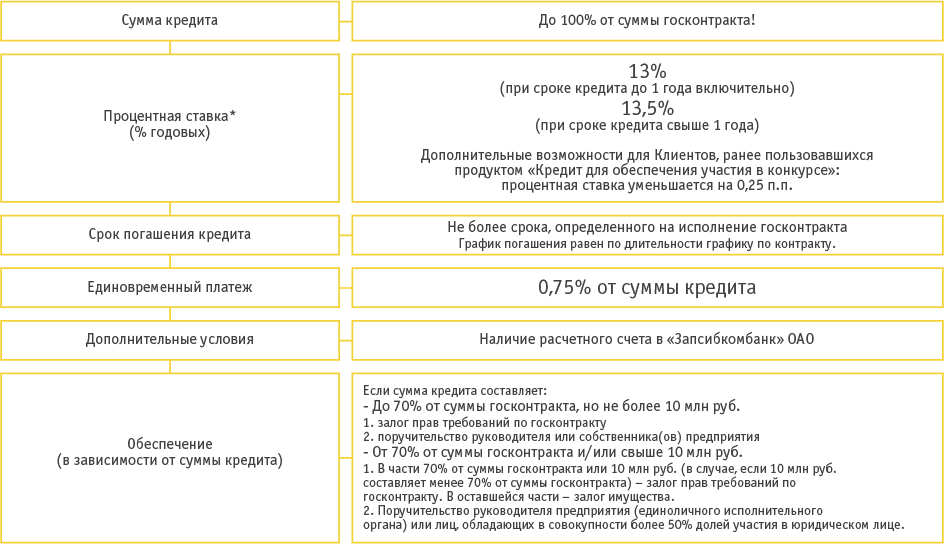 Сумма кредита
До 100% от суммы госконтракта!
Процентная ставка*
(% годовых)
13%
(при сроке кредита до 1 года включительно)
13,5%
(при сроке кредита свыше 1 года)
Дополнительные возможности для Клиентов, ранее пользовавшихся
продуктом «Кредит для обеспечения участия в конкурсе»:
процентная ставка уменьшается на 0,25 п.п.
Срок погашения кредита
Не более срока, определенного на исполнение госконтракта
График погашения равен по длительности графику по контракту.
Единовременный платеж
0,75% от суммы кредита
Дополнительные условия
Наличие расчетного счета в «Запсибкомбанк» ОАО
Обеспечение
(в зависимости от суммы кредита)
Если сумма кредита составляет:
- До 70% от суммы госконтракта, но не более 10 млн руб.
1. залог прав требований по госконтракту
2. поручительство руководителя или собственника(ов) предприятия
- От 70% от суммы госконтракта и/или свыше 10 млн руб.
1. В части 70% от суммы госконтракта или 10 млн руб. (в случае, если 10 млн руб.
составляет менее 70% от суммы госконтракта) – залог прав требований по
госконтракту. В оставшейся части – залог имущества.
2. Поручительство руководителя предприятия (единоличного исполнительного
органа) или лиц, обладающих в совокупности более 50% долей участия в юридическом лице.